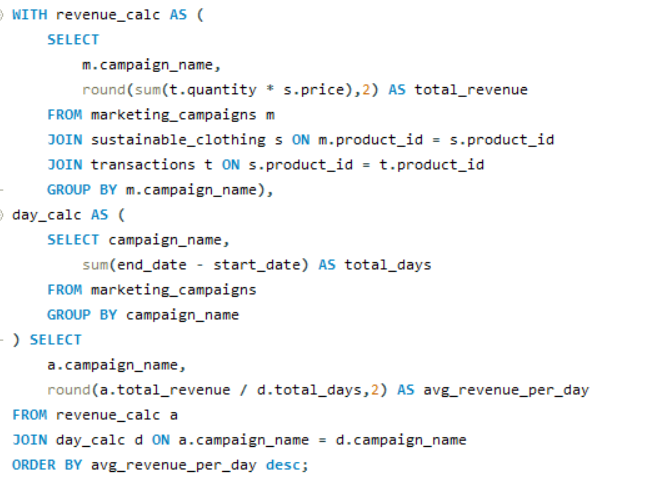 WITH revenue_calc AS (
SELECT
m.campaign_name,
round(sum(t.quantity * s.price),2) AS total_revenue
FROM marketing_campaigns m
JOIN sustainable_clothing s ON m.product_id = s.product_id
JOIN transactions t ON s.product_id = t.product_id
GROUP BY m.campaign_name),
day_calc AS (
SELECT campaign_name,
sum(end_date - start_date) AS total_days
FROM marketing_campaigns
GROUP BY campaign_name
) SELECT
a.campaign_name,
round(a.total_revenue / d.total_days,2) AS avg_revenue_per_day
FROM revenue_calc a
JOIN day_calc d ON a.campaign_name = d.campaign_name
ORDER BY avg_revenue_per_day desc;